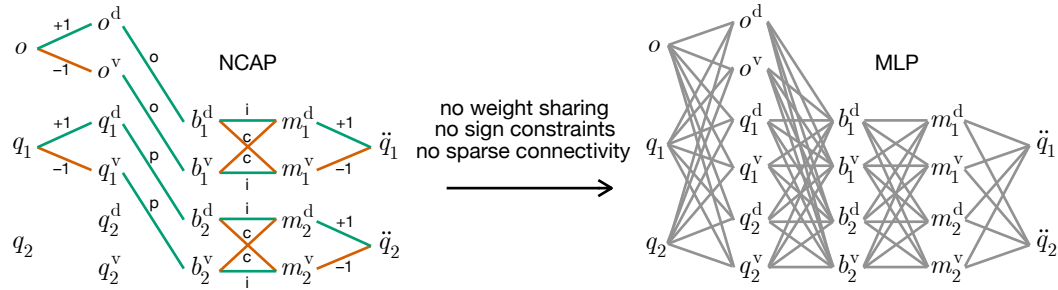 NCAP
o
+1
−1
o^d
o^v
o
o
q_1
+1
−1
q_1^d
q_1^v
p
p
q_2
q_2^d
q_2^v
b_1^d
b_1^v
i
c
c
i
m_1^d
m_1^v
+1
−1
q̈_1
b_2^d
b_2^v
i
c
c
i
m_2^d
m_2^v
+1
−1
q̈_2
no weight sharing
no sign constraints
no sparse connectivity
MLP
o
q_1
q_2
o^d
o^v
q_1^d
q_1^v
q_2^d
q_2^v
b_1^d
b_1^v
b_2^d
b_2^v
m_1^d
m_1^v
m_2^d
m_2^v
q̈_1
q̈_2